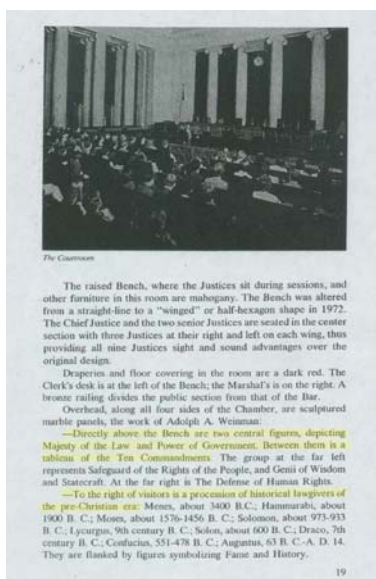 The Courtroom
The raised Bench, where the Justices sit during sessions, and
other furniture in this room are mahogany. The Bench was altered
from a straight-line to a "winged" or half-hexagon shape in 1972.
The Chief Justice and the two senior Justices are seated in the center
section with three Justices at their right and left on each wing, thus
providing all nine Justices sight and sound advantages over the
original design.
Draperies and floor covering in the room are a dark red. The
Clerk's desk is at the left of the Bench; the Marshal's is on the right. A
bronze railing divides the public section from that of the Bar.
Overhead, along all four sides of the Chamber, are sculptured
marble panels, the work of Adolph A. Weinman:
—Directly above the Bench are two central figures, depicting
Majesty of the Law and Power of Government. Between them is a
tableau of the Ten Commandments. The group at the far left
represents Safeguard of the Rights of the People, and Genii of Wisdom
and Statecraft. At the far right is The Defense of Human Rights.
—To the right of visitors is a procession of historical lawgivers of
the pre-Christian era: Menes, about 3400 B.C.; Hammurabi, about
1900 B. C.; Moses, about 1576-1456 B. C.; Solomon, about 973-933
B. C.; Lycurgus, 9th century B. C.; Solon, about 600 B. C.; Draco, 7th
century B. C.; Confucius, 551-478 B. C.; Augustus, 63 B. C.-A. D. 14.
They are flanked by figures symbolizing Fame and History.
19